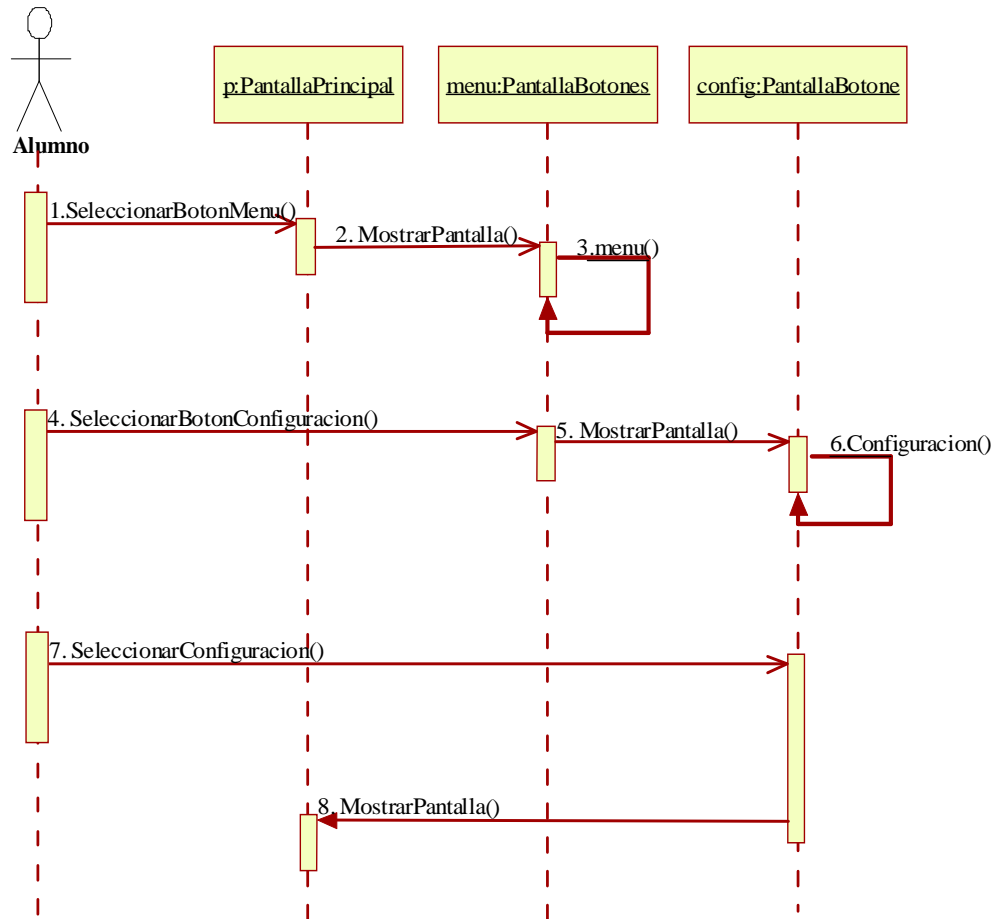 p:PantallaPrincipal
menu:PantallaBotones
config:PantallaBotone
Alumno
1.SeleccionarBotonMenu()
2. MostrarPantalla()
3.menu()
4. SeleccionarBotonConfiguracion()
5. MostrarPantalla()
6.Configuracion()
7. SeleccionarConfiguracion()
8. MostrarPantalla()